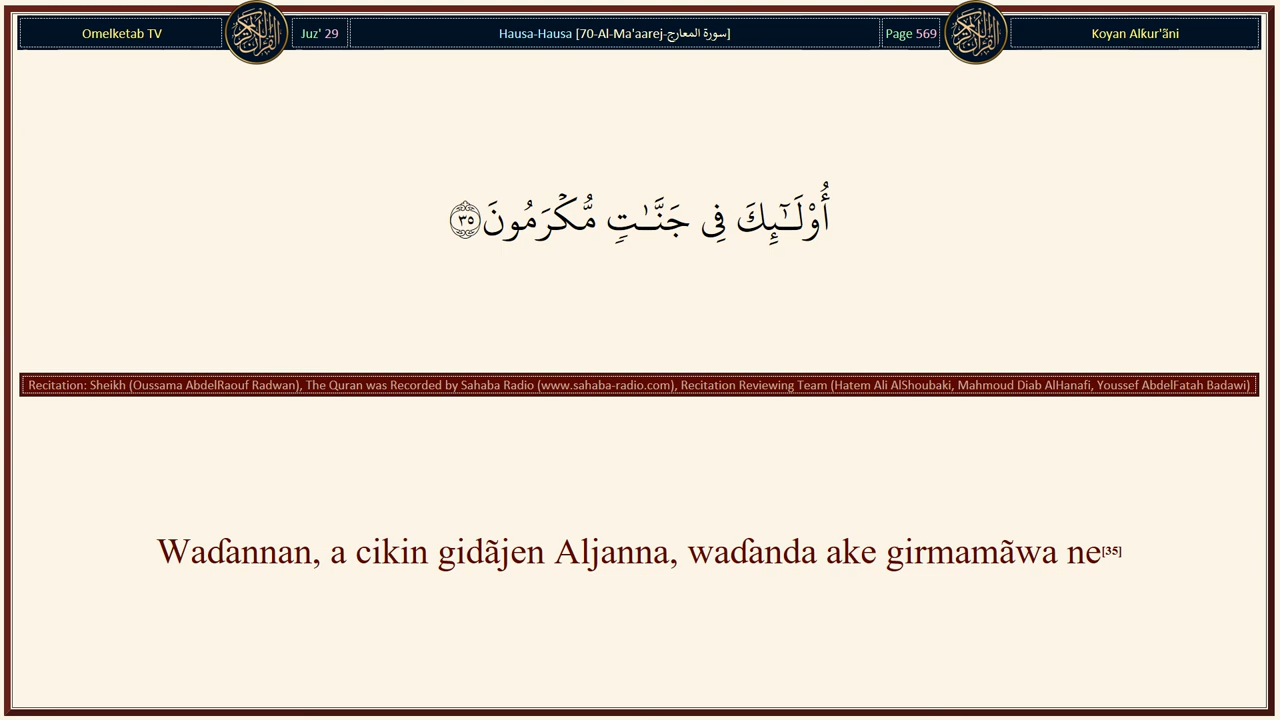 Omelketab TV
Juz' 29
Hausa-Hausa [70-Al-Ma'aarej-سورة المعارج]
Page 569
Koyan Alƙur'ãni
أُوْلَـٰٓئِكَ فِى جَنَّـٰتٍۢ مُّكْرَمُونَ ٣٥
Recitation: Sheikh (Oussama AbdelRaouf Radwan), The Quran was Recorded by Sahaba Radio (www.sahaba-radio.com), Recitation Reviewing Team (Hatem Ali AlShoubaki, Mahmoud Diab AlHanafi, Youssef AbdelFatah Badawi)
Waɗannan, a cikin gidãjen Aljanna, waɗanda ake girmamãwa ne[35]